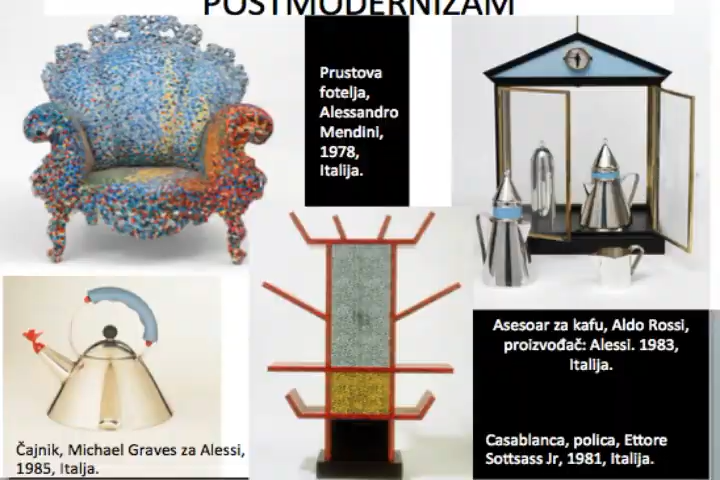 POSTMODERNIZAM
Prustova
fotelja,
Alessandro
Mendini,
1978,
Italija.
Asesoar za kafu, Aldo Rossi,
proizvođač: Alessi. 1983,
Italija.
Čajnik, Michael Graves za Alessi,
1985, Italja.
Casablanca, polica, Ettore
Sottsass Jr, 1981, Italija.